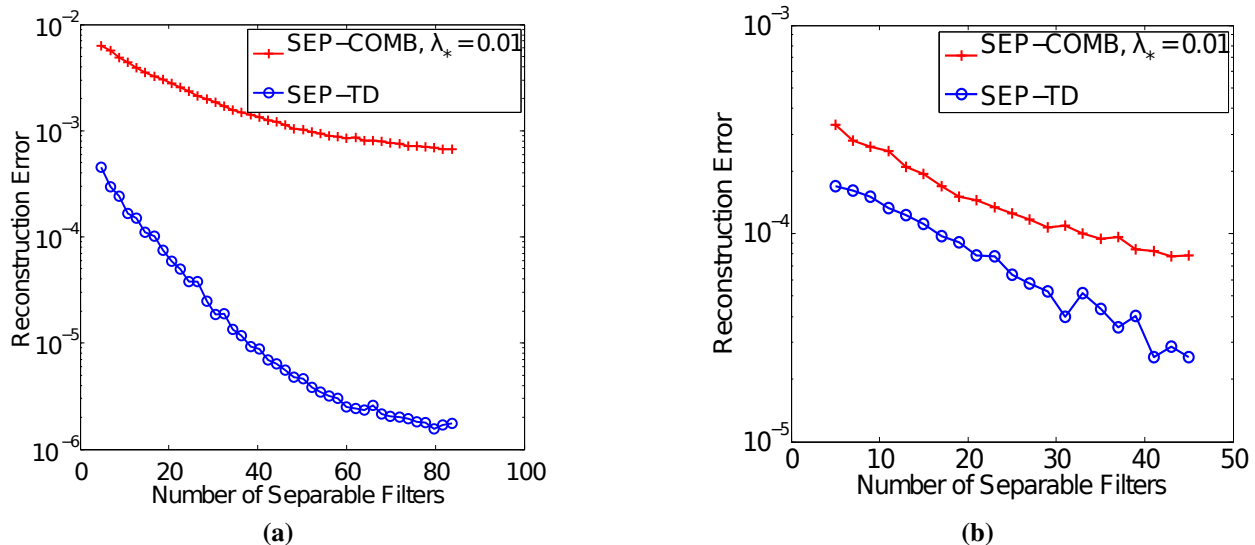 10⁻²
10⁻³
10⁻⁴
10⁻⁵
10⁻⁶
Reconstruction Error
SEP−COMB, λ* = 0.01
SEP−TD
0 20 40 60 80 100
Number of Separable Filters
(a)
10⁻³
10⁻⁴
10⁻⁵
Reconstruction Error
SEP−COMB, λ* = 0.01
SEP−TD
0 10 20 30 40 50
Number of Separable Filters
(b)